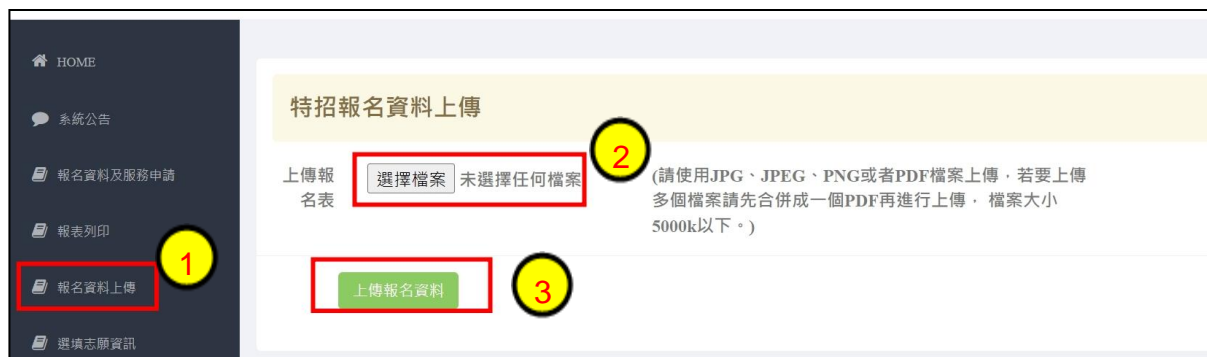 HOME
系統公告
報名資料及服務申請
報表列印
1
報名資料上傳
選填志願資訊
特招報名資料上傳
2
上傳報
名表
選擇檔案 未選擇任何檔案
(請使用JPG、JPEG、PNG或者PDF檔案上傳，若要上傳
多個檔案請先合併成一個PDF再進行上傳， 檔案大小
5000k以下。)
上傳報名資料
3